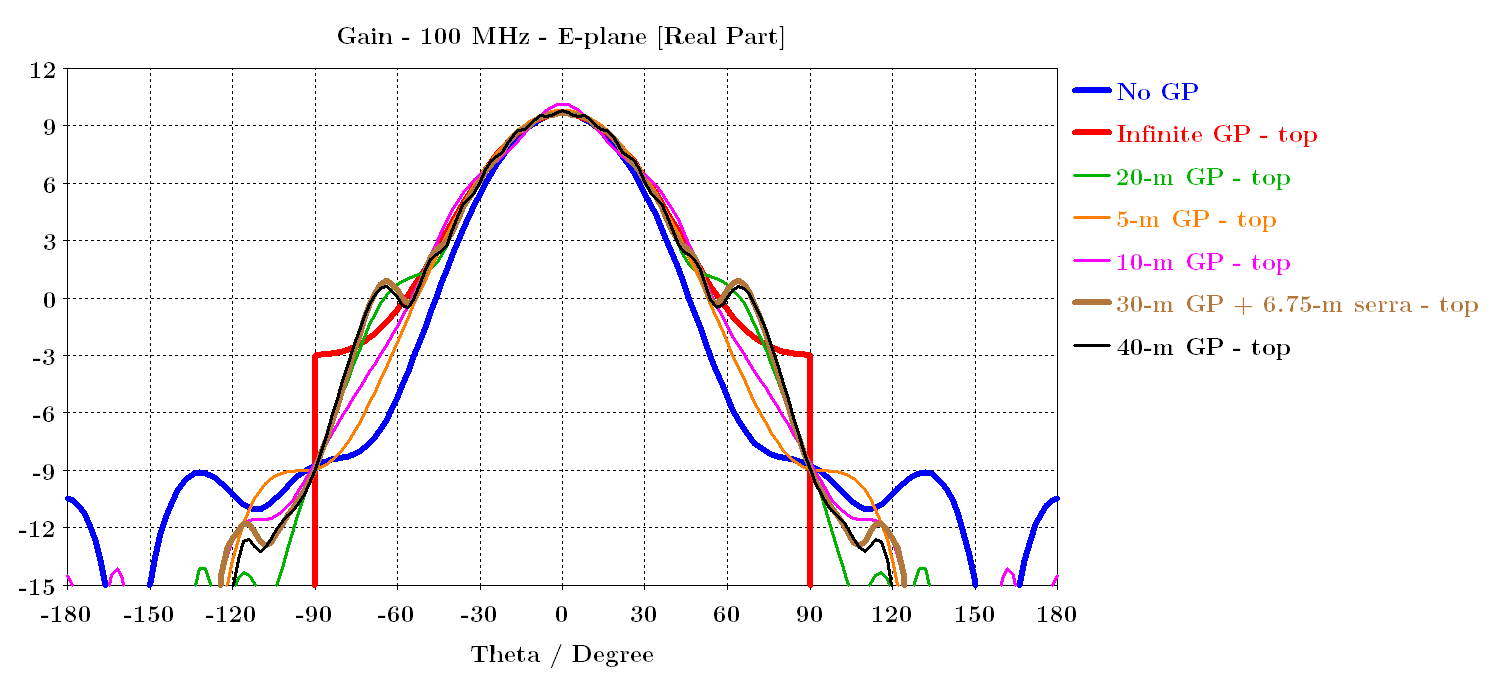 Gain - 100 MHz - E-plane [Real Part]
12
9
6
3
0
-3
-6
-9
-12
-15
-180 -150 -120 -90 -60 -30 0 30 60 90 120 150 180
Theta / Degree
No GP
Infinite GP - top
20-m GP - top
5-m GP - top
10-m GP - top
30-m GP + 6.75-m serra - top
40-m GP - top